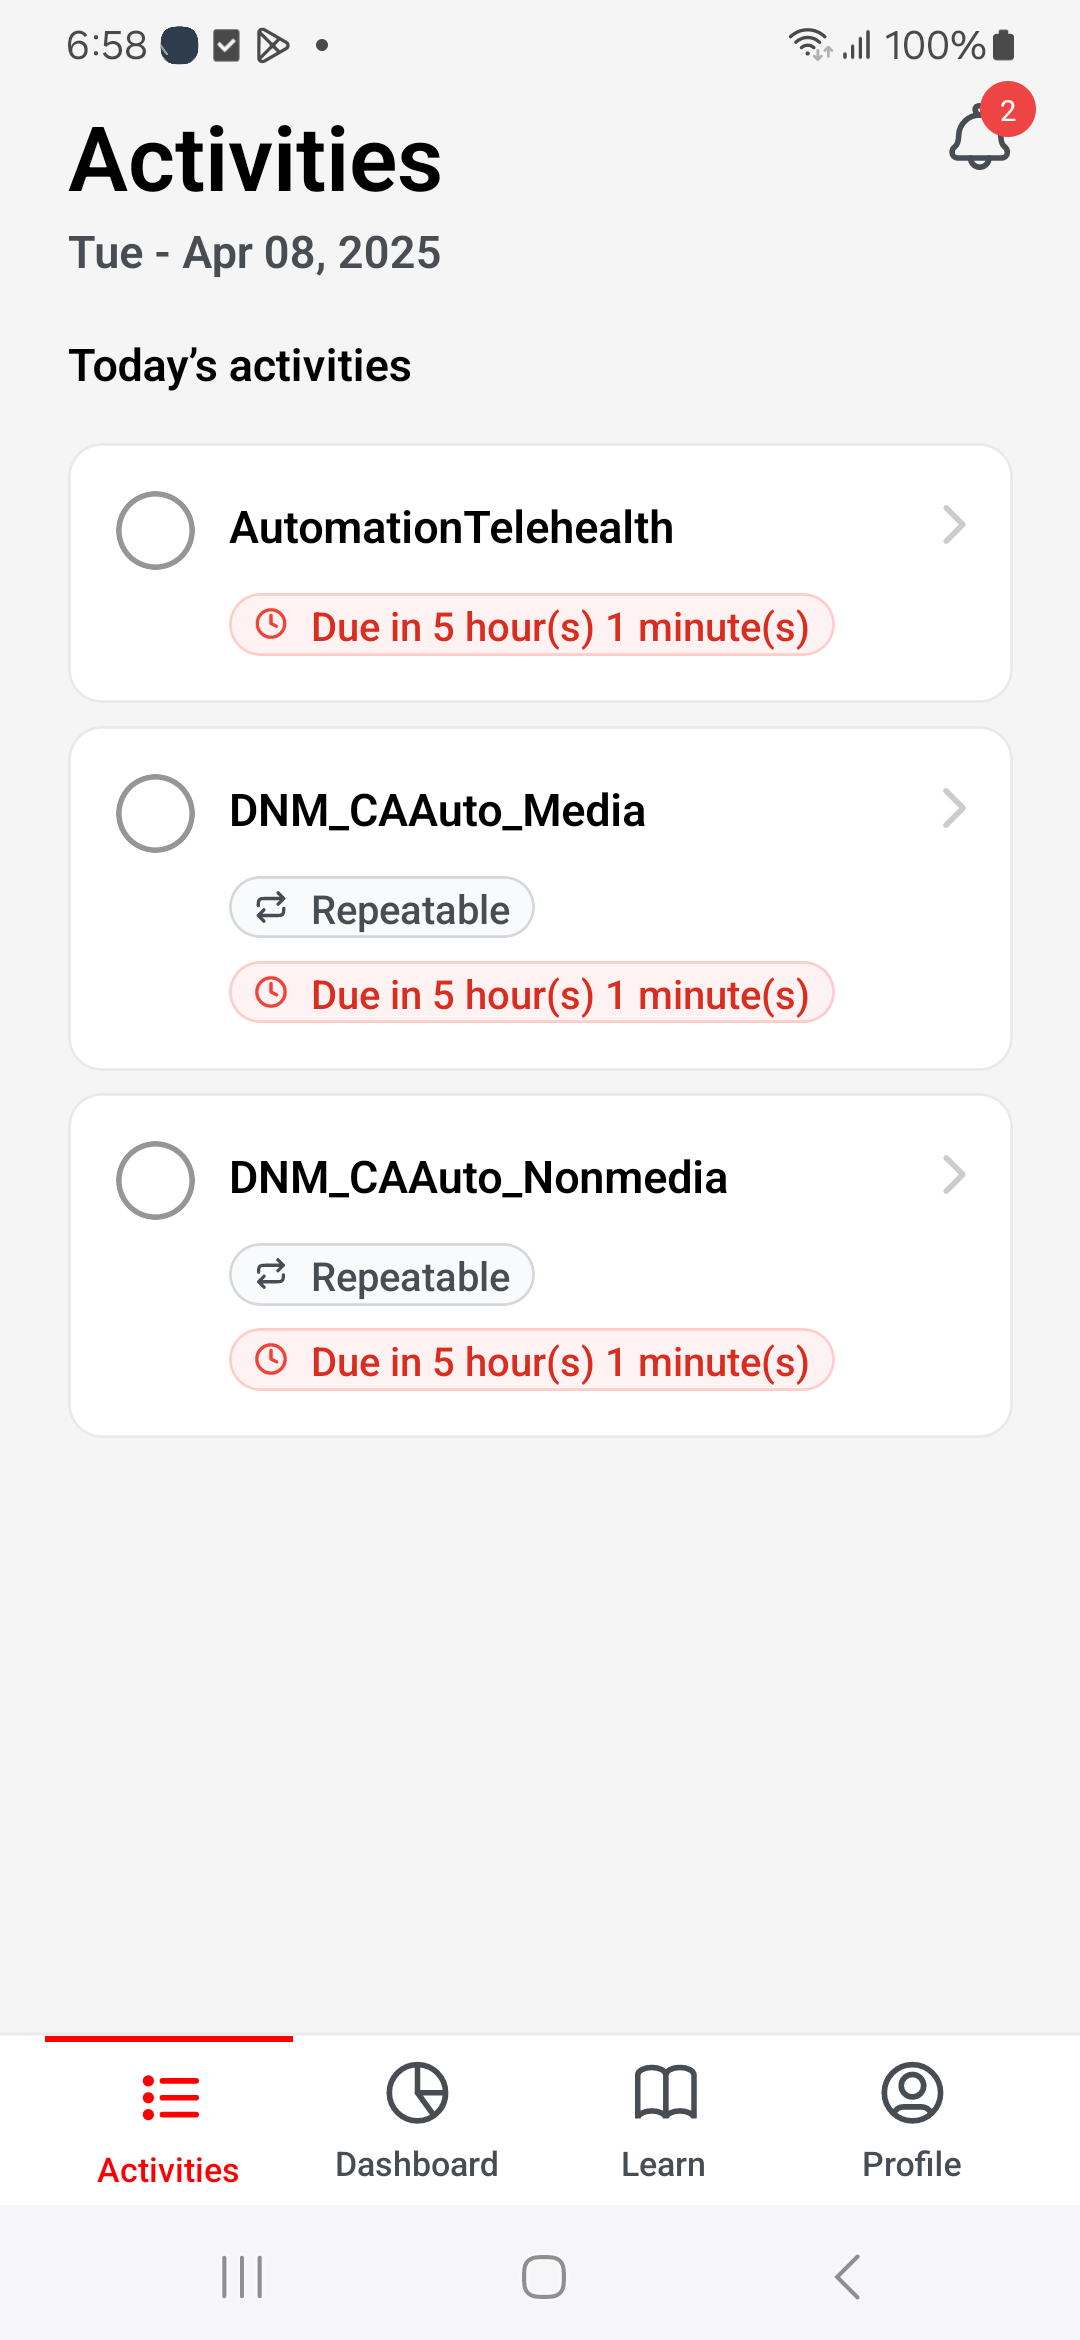 6:58
100%
2
Activities
Tue - Apr 08, 2025
Today’s activities
AutomationTelehealth
Due in 5 hour(s) 1 minute(s)
DNM_CAAuto_Media
Repeatable
Due in 5 hour(s) 1 minute(s)
DNM_CAAuto_Nonmedia
Repeatable
Due in 5 hour(s) 1 minute(s)
Activities
Dashboard
Learn
Profile